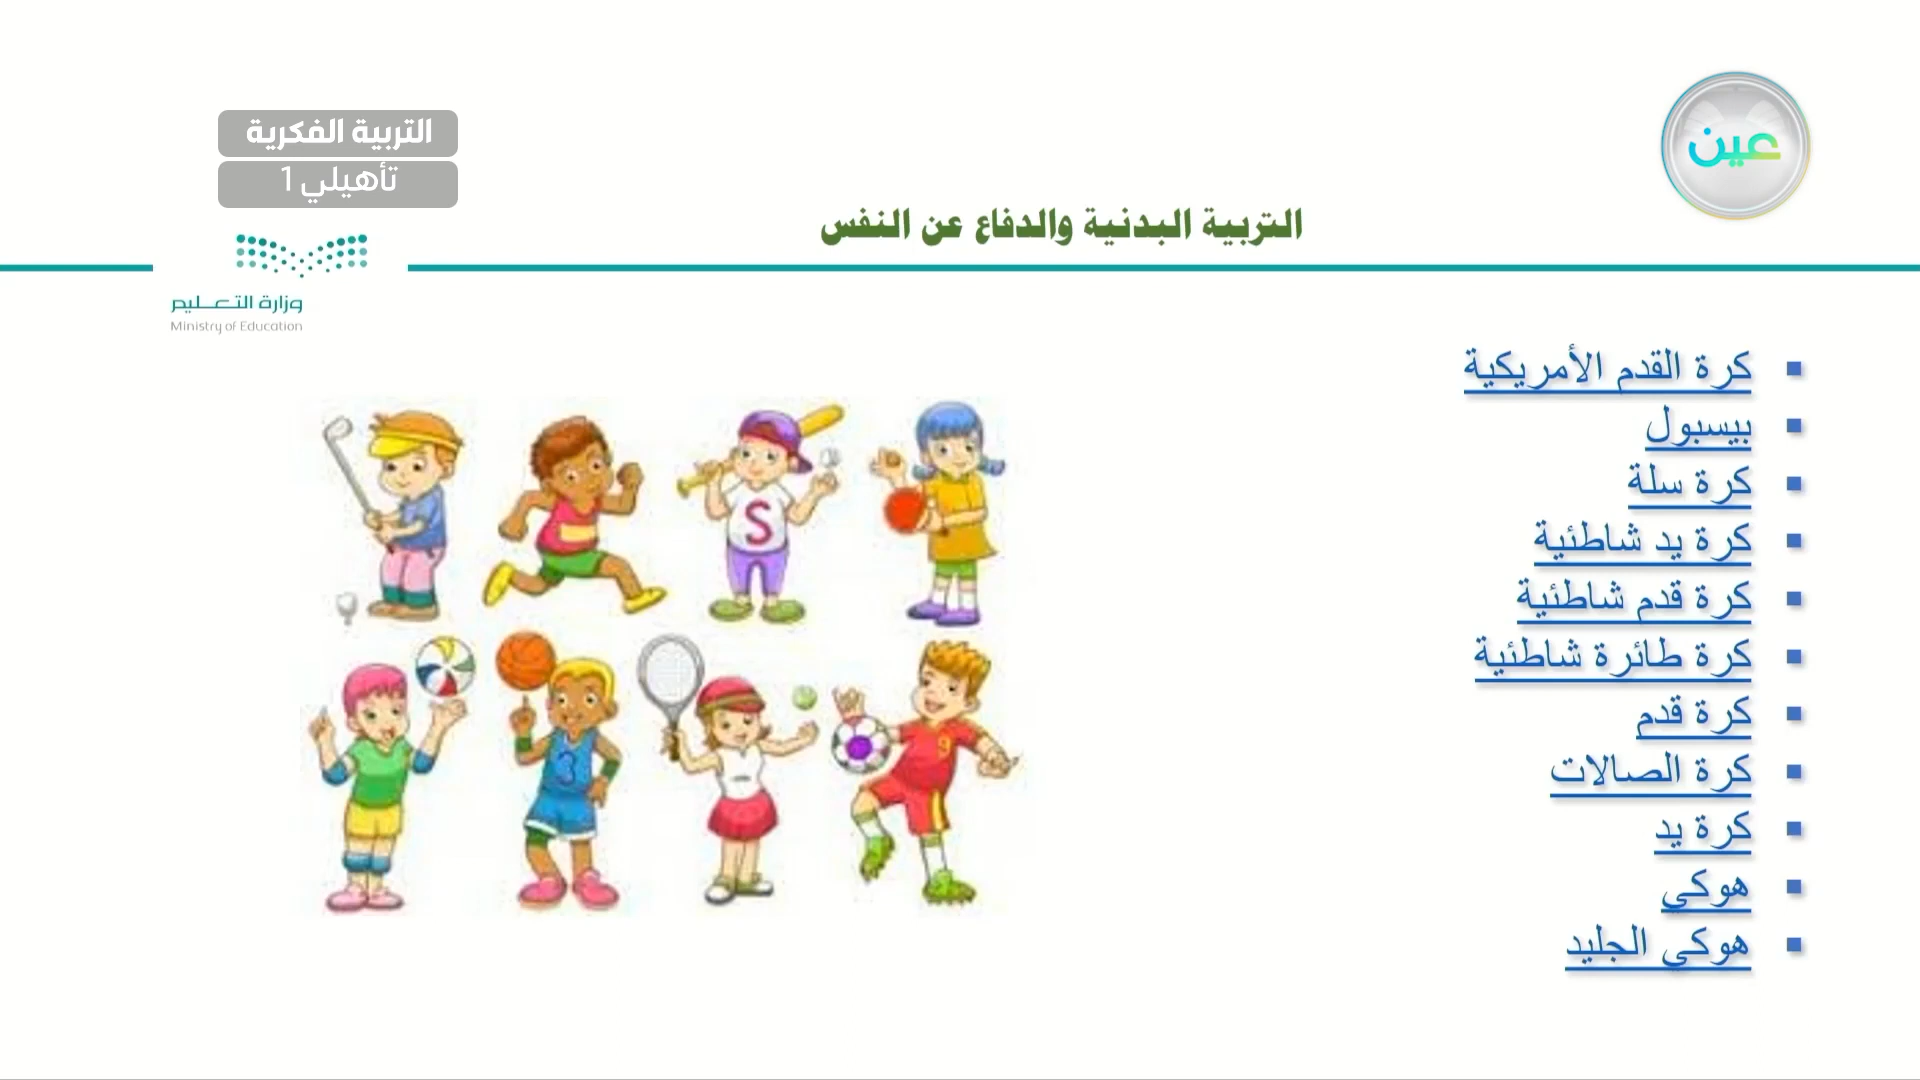 عين
التربية الفكرية
تأهيلي 1
التربية البدنية والدفاع عن النفس
وزارة التعليم
Ministry of Education
كرة القدم الأمريكية
بيسبول
كرة سلة
كرة يد شاطئية
كرة قدم شاطئية
كرة طائرة شاطئية
كرة قدم
كرة الصالات
كرة يد
هوكي
هوكي الجليد
S
3
9